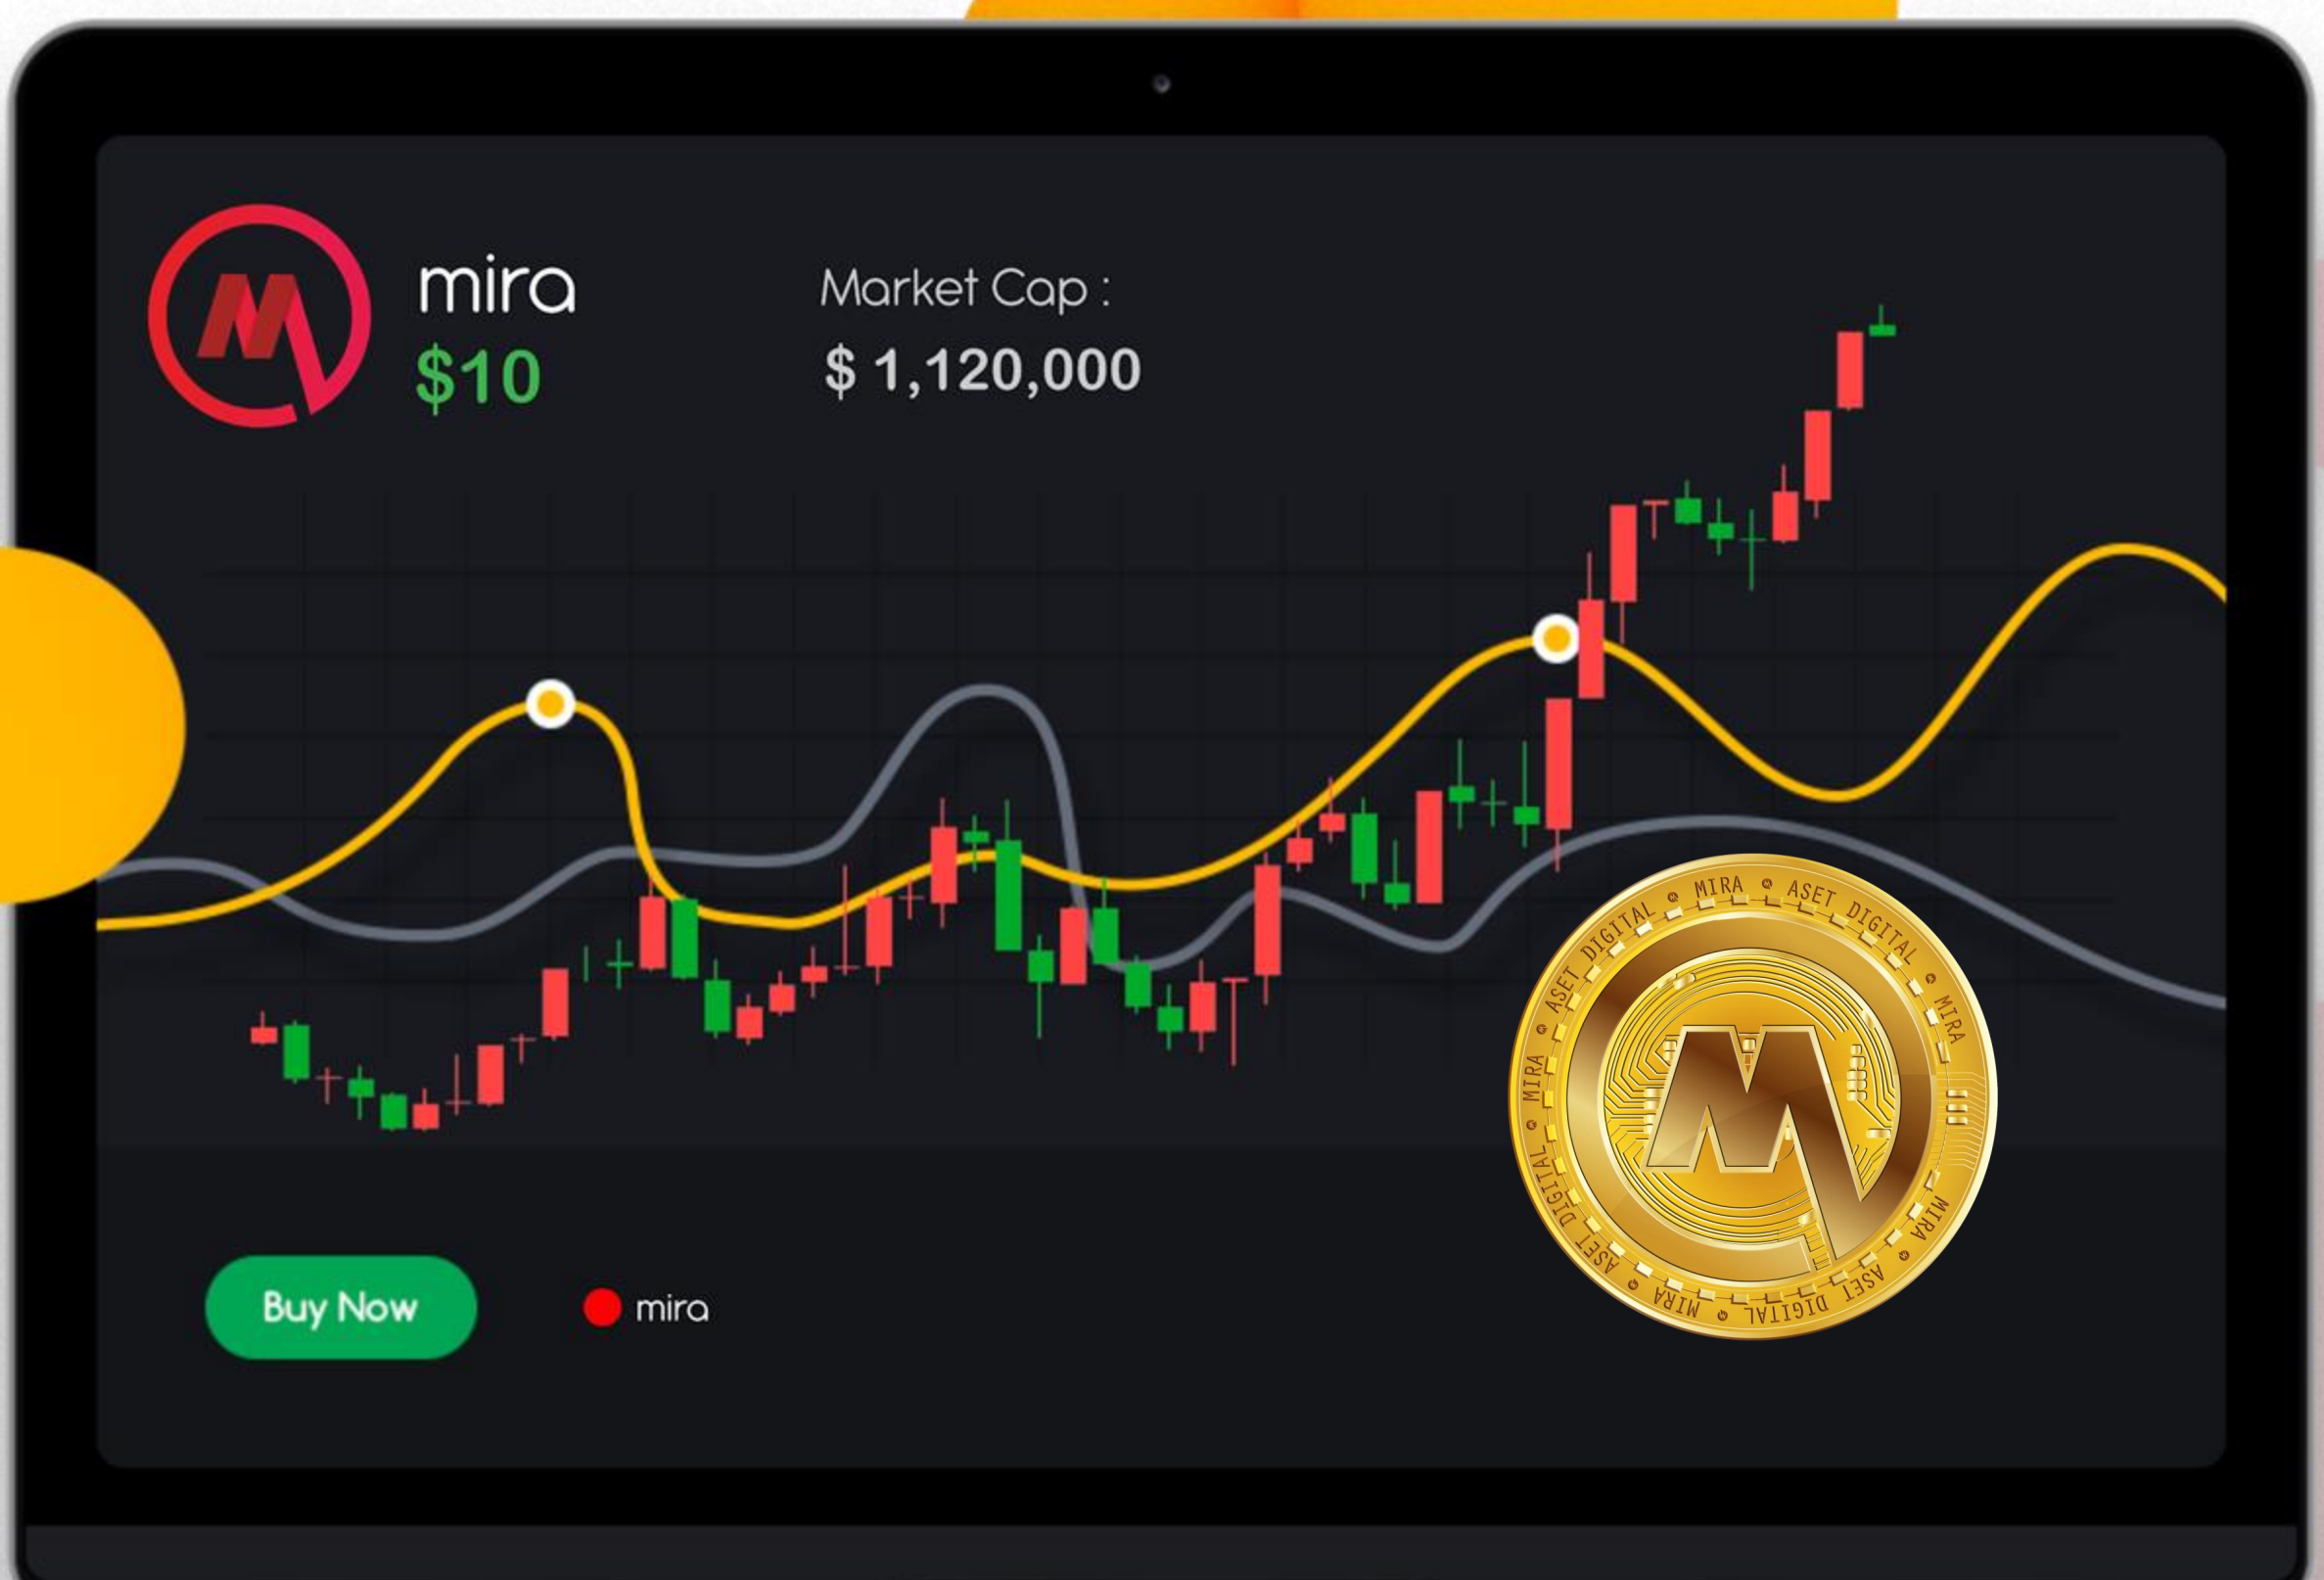 mira
$10
Market Cap :
$ 1,120,000
MIRA ASET DIGITAL MIRA ASET DIGITAL MIRA ASET DIGITAL MIRA ASET DIGITAL
Buy Now
mira